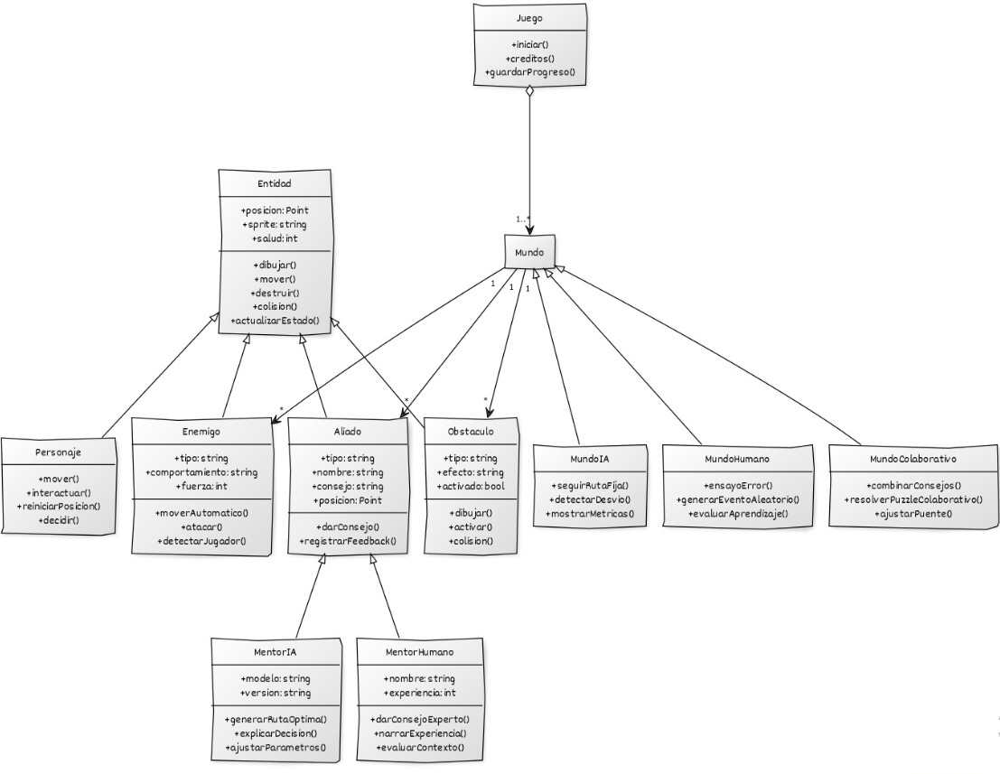 Juego
+iniciar()
+creditos()
+guardarProgreso()
1..*
Entidad
+posicion: Point
+sprite: string
+salud: int
+dibujar()
+mover()
+destruir()
+colision()
+actualizarEstado()
Mundo
1
1
1
*
*
*
Personaje
+mover()
+interactuar()
+reiniciarPosicion()
+decidir()
Enemigo
+tipo: string
+comportamiento: string
+fuerza: int
+moverAutomatico()
+atacar()
+detectarJugador()
Aliado
+tipo: string
+nombre: string
+consejo: string
+posicion: Point
+darConsejo()
+registrarFeedback()
Obstaculo
+tipo: string
+efecto: string
+activado: bool
+dibujar()
+activar()
+colision()
MundoIA
+seguirRutaFija()
+detectarDesvio()
+mostrarMetricas()
MundoHumano
+ensayoError()
+generarEventoAleatorio()
+evaluarAprendizaje()
MundoColaborativo
+combinarConsejos()
+resolverPuzzleColaborativo()
+ajustarPuente()
MentorIA
+modelo: string
+version: string
+generarRutaOptima()
+explicarDecision()
+ajustarParametros()
MentorHumano
+nombre: string
+experiencia: int
+darConsejoExperto()
+narrarExperiencia()
+evaluarContexto()